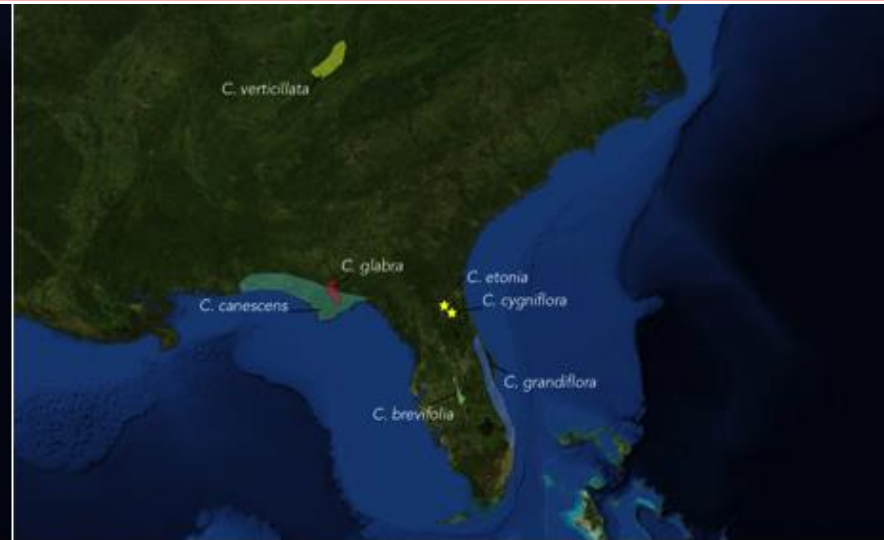 C. verticillata
C. glabra
C. etonia
C. canescens
C. cygniflora
C. grandiflora
C. brevifolia